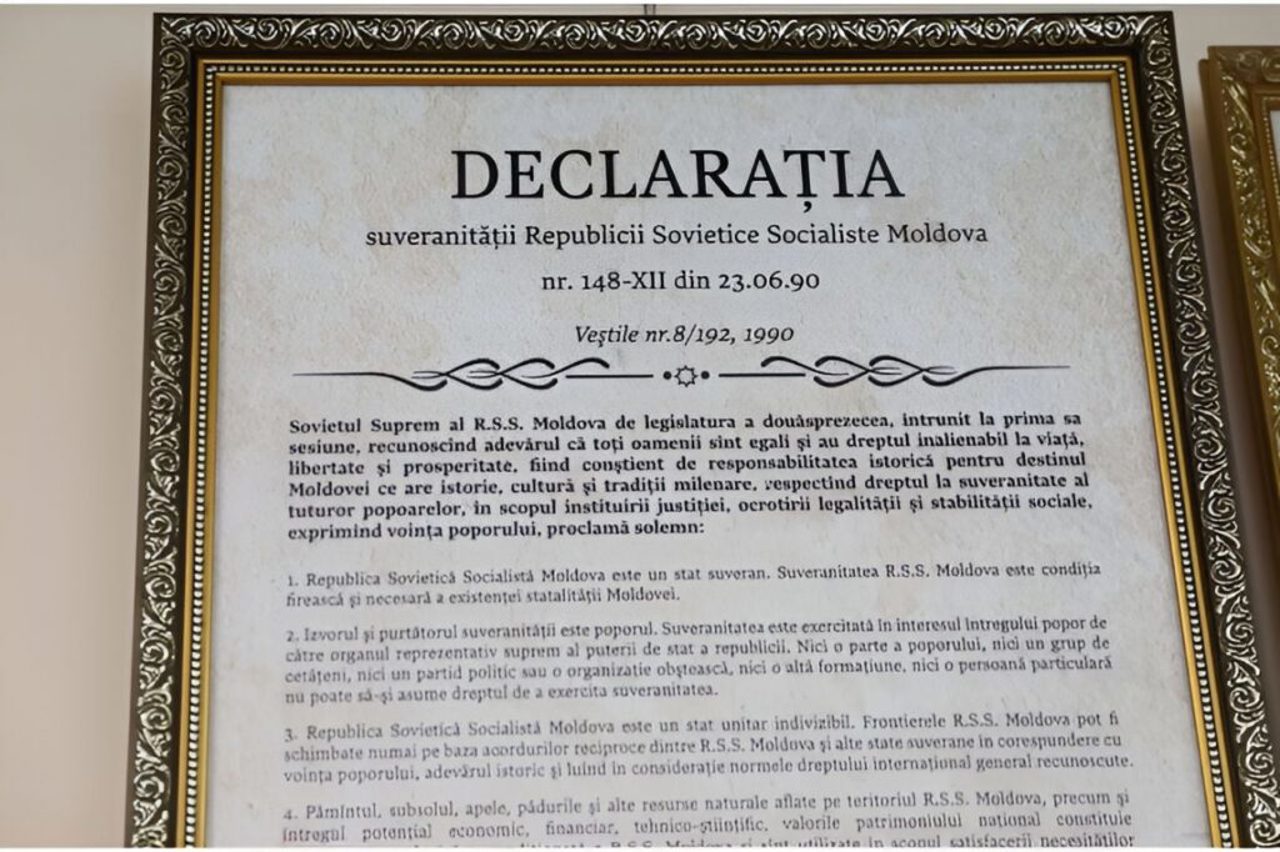 DECLARAȚIA
suveranității Republicii Sovietice Socialiste Moldova
nr. 148-XII din 23.06.90
Veştile nr.8/192, 1990
Sovietul Suprem al R.S.S. Moldova de legislatura a douăsprezecea, întrunit la prima sa
sesiune, recunoscînd adevărul că toți oamenii sînt egali și au dreptul inalienabil la viață,
libertate și prosperitate, fiind conștient de responsabilitatea istorică pentru destinul
Moldovei ce are istorie, cultură și tradiții milenare, respectînd dreptul la suveranitate al
tuturor popoarelor, în scopul instituirii justiției, ocrotirii legalității și stabilității sociale,
exprimînd voința poporului, proclamă solemn:
1. Republica Sovietică Socialistă Moldova este un stat suveran. Suveranitatea R.S.S. Moldova este condiția
firească și necesară a existenței statalității Moldovei.
2. Izvorul și purtătorul suveranității este poporul. Suveranitatea este exercitată în interesul întregului popor de
către organul reprezentativ suprem al puterii de stat a republicii. Nici o parte a poporului, nici un grup de
cetățeni, nici un partid politic sau o organizație obștească, nici o altă formațiune, nici o persoană particulară
nu poate să-și asume dreptul de a exercita suveranitatea.
3. Republica Sovietică Socialistă Moldova este un stat unitar indivizibil. Frontierele R.S.S. Moldova pot fi
schimbate numai pe baza acordurilor reciproce dintre R.S.S. Moldova și alte state suverane în corespundere cu
voința poporului, adevărul istoric și luînd în considerație normele dreptului internațional general recunoscute.
4. Pămîntul, subsolul, apele, pădurile și alte resurse naturale aflate pe teritoriul R.S.S. Moldova, precum și
întregul potențial economic, financiar, tehnico-științific, valorile patrimoniului național constituie
R.S.S. Moldova și sînt utilizate în scopul satisfacerii necesităților